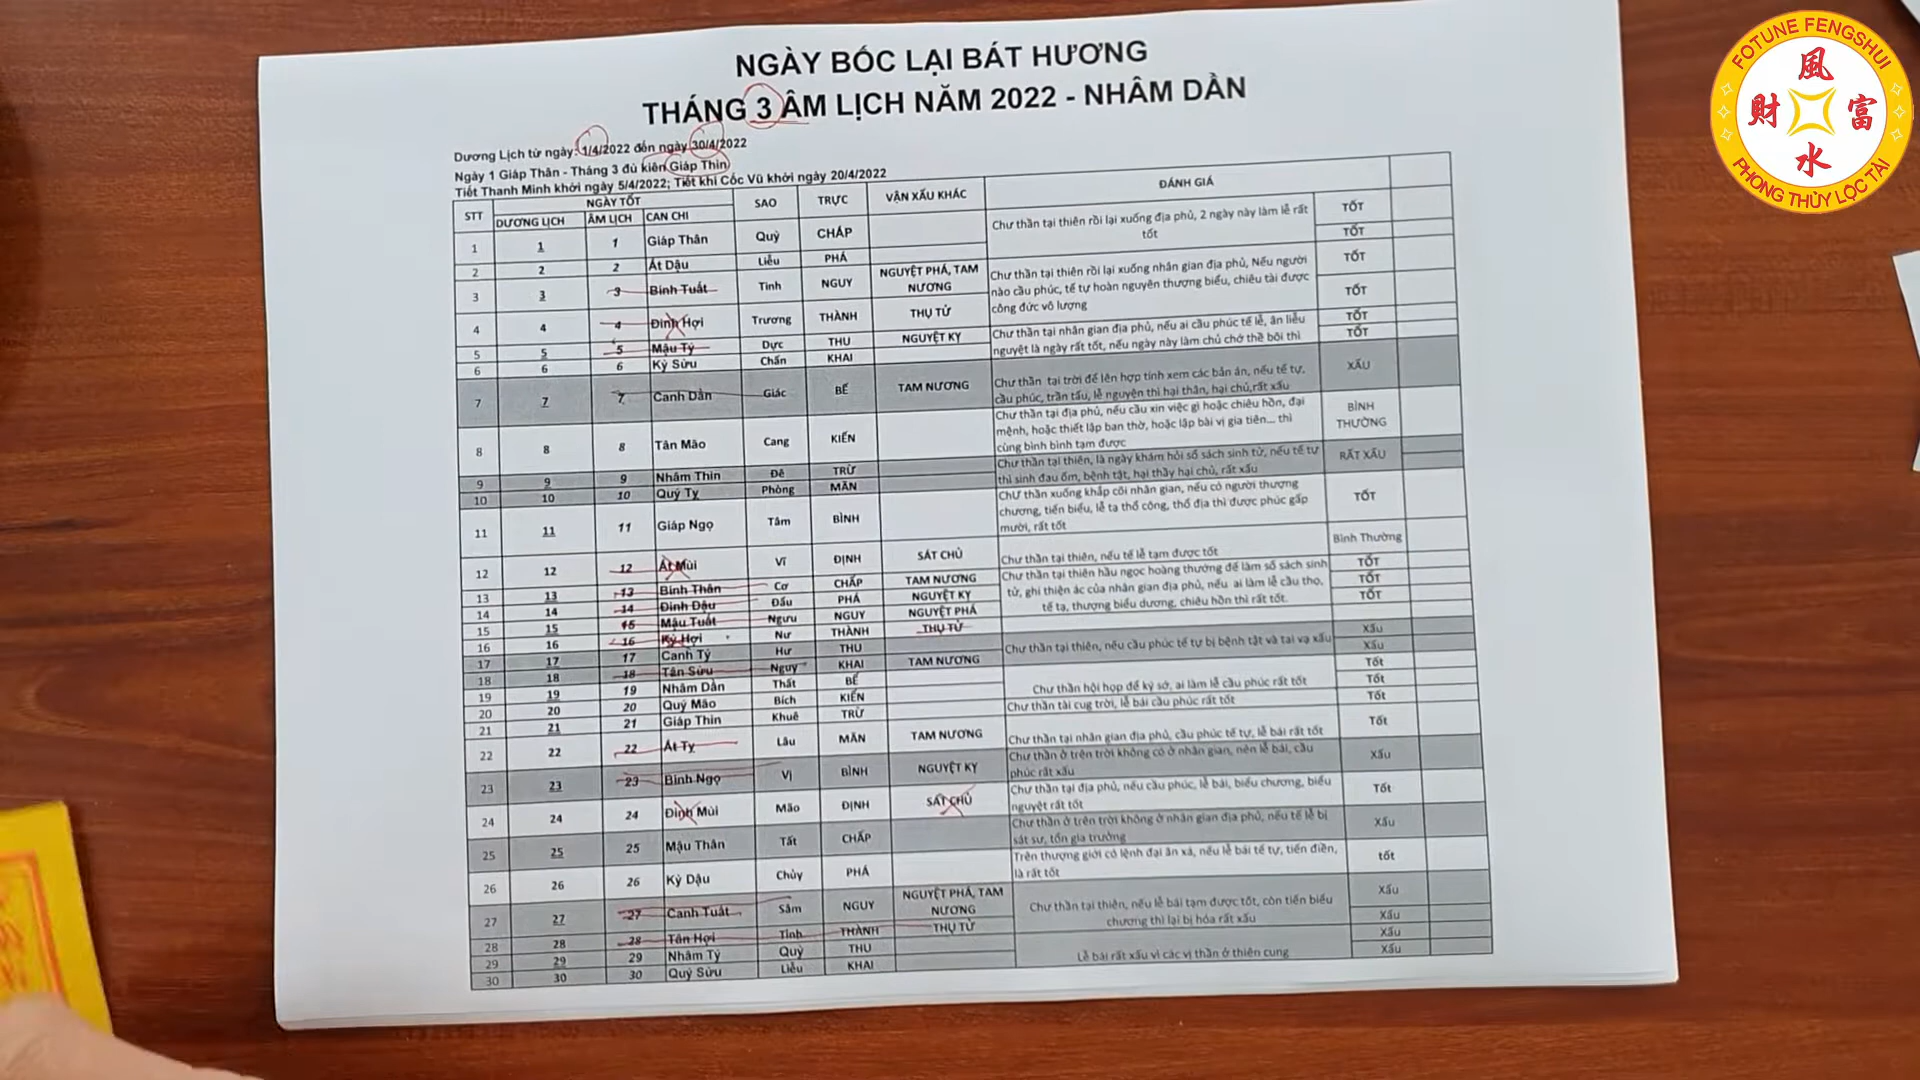 NGÀY BỐC LẠI BÁT HƯƠNG
THÁNG 3 ÂM LỊCH NĂM 2022 - NHÂM DẦN
Dương Lịch từ ngày: 1/4/2022 đến ngày 30/4/2022
Ngày 1 Giáp Thân - Tháng 3 đủ kiến Giáp Thìn
Tiết Thanh Minh khởi ngày 5/4/2022; Tiết khí Cốc Vũ khởi ngày 20/4/2022
STT NGÀY TỐT SAO TRỰC VẬN XẤU KHÁC ĐÁNH GIÁ
DƯƠNG LỊCH ÂM LỊCH CAN CHI
1 1 1 Giáp Thân Quỷ CHẤP TỐT
Chư thần tại thiên rồi lại xuống địa phủ, 2 ngày này làm lễ rất
tốt
2 2 2 Ất Dậu Liễu PHÁ TỐT
3 3 3 Bính Tuất Tinh NGUY NGUYỆT PHÁ, TAM NƯƠNG TỐT
Chư thần tại thiên rồi lại xuống nhân gian địa phủ, Nếu người
nào cầu phúc, tế tự hoàn nguyên thượng biểu, chiêu tài được
công đức vô lượng
4 4 4 Đinh Hợi Trương THÀNH THỤ TỬ TỐT
5 5 5 Mậu Tý Dực THU NGUYỆT KỴ TỐT
Chư thần tại nhân gian địa phủ, nếu ai cầu phúc tế lễ, ân liễu
nguyệt là ngày rất tốt, nếu ngày này làm chủ chớ thề bồi thì
6 6 6 Kỷ Sửu Chẩn KHAI TỐT
7 7 7 Canh Dần Giác BẾ TAM NƯƠNG XẤU
Chư thần tại trời để lên hợp tính xem các bản án, nếu tế tự,
cầu phúc, trần tấu, lễ nguyện thì hại thân, hại chủ,rất xấu
8 8 8 Tân Mão Cang KIẾN BÌNH THƯỜNG
Chư thần tại địa phủ, nếu cầu xin việc gì hoặc chiêu hồn, đại
mệnh, hoặc thiết lập ban thờ, hoặc lập bài vị gia tiên... thì
cũng bình bình tạm được
9 9 9 Nhâm Thìn Đê TRỪ RẤT XẤU
Chư thần tại thiên, là ngày khám hỏi sổ sách sinh tử, nếu tế tự
thì sinh đau ốm, bệnh tật, hại thầy hại chủ, rất xấu
10 10 10 Quý Tỵ Phòng MÃN
11 11 11 Giáp Ngọ Tâm BÌNH TỐT
Chư thần xuống khắp cõi nhân gian, nếu có người thượng
chương, tiến biểu, lễ tạ thổ công, thổ địa thì được phúc gấp
mười, rất tốt
12 12 12 Ất Mùi Vĩ ĐỊNH SÁT CHỦ Bình Thường
Chư thần tại thiên, nếu tế lễ tạm được tốt
13 13 13 Bính Thân Cơ CHẤP TAM NƯƠNG TỐT
Chư thần tại thiên hầu ngọc hoàng thượng đế làm sổ sách sinh
tử, ghi thiện ác của nhân gian địa phủ, nếu ai làm lễ cầu thọ,
tế tạ, thượng biểu dương, chiêu hồn thì rất tốt.
14 14 14 Đinh Dậu Đẩu PHÁ NGUYỆT KỴ TỐT
15 15 15 Mậu Tuất Ngưu NGUY NGUYỆT PHÁ TỐT
16 16 16 Kỷ Hợi Nư THÀNH THỤ TỬ Xấu
Chư thần tại thiên, nếu cầu phúc tế tự bị bệnh tật và tai vạ xấu
17 17 17 Canh Tý Hư THU Xấu
18 18 18 Tân Sửu Nguy KHAI TAM NƯƠNG Tốt
19 19 19 Nhâm Dần Thất BẾ Tốt
Chư thần hội họp để ký sớ, ai làm lễ cầu phúc rất tốt
20 20 20 Quý Mão Bích KIẾN Tốt
Chư thần tài cug trời, lễ bái cầu phúc rất tốt
21 21 21 Giáp Thìn Khuê TRỪ Tốt
22 22 22 Ất Tỵ Lâu MÃN TAM NƯƠNG
Chư thần tại nhân gian địa phủ, cầu phúc tế tự, lễ bái rất tốt
23 23 23 Bính Ngọ Vị BÌNH NGUYỆT KỴ Xấu
Chư thần ở trên trời không có ở nhân gian, nên lễ bái, cầu
phúc rất xấu
24 24 24 Đinh Mùi Mão ĐỊNH SÁT CHỦ Tốt
Chư thần tại địa phủ, nếu cầu phúc, lễ bái, biểu chương, biểu
nguyệt rất tốt
25 25 25 Mậu Thân Tất CHẤP Xấu
Chư thần ở trên trời không ở nhân gian địa phủ, nếu tế lễ bị
sát sư, tổn gia trưởng
26 26 26 Kỷ Dậu Chủy PHÁ tốt
Trên thượng giới có lệnh đại ân xá, nếu lễ bái tế tự, tiến điền,
là rất tốt
27 27 27 Canh Tuất Sâm NGUY NGUYỆT PHÁ, TAM NƯƠNG Xấu
Chư thần tại thiên, nếu lễ bái tạm được tốt, còn tiến biểu
chương thì lại bị hóa rất xấu
28 28 28 Tân Hợi Tinh THÀNH THỤ TỬ Xấu
29 29 29 Nhâm Tý Quỷ THU Xấu
Lễ bái rất xấu vì các vị thần ở thiên cung
30 30 30 Quý Sửu Liễu KHAI Xấu
FOTUNE FENGSHUI
風
財 富
水
PHONG THỦY LỘC TÀI